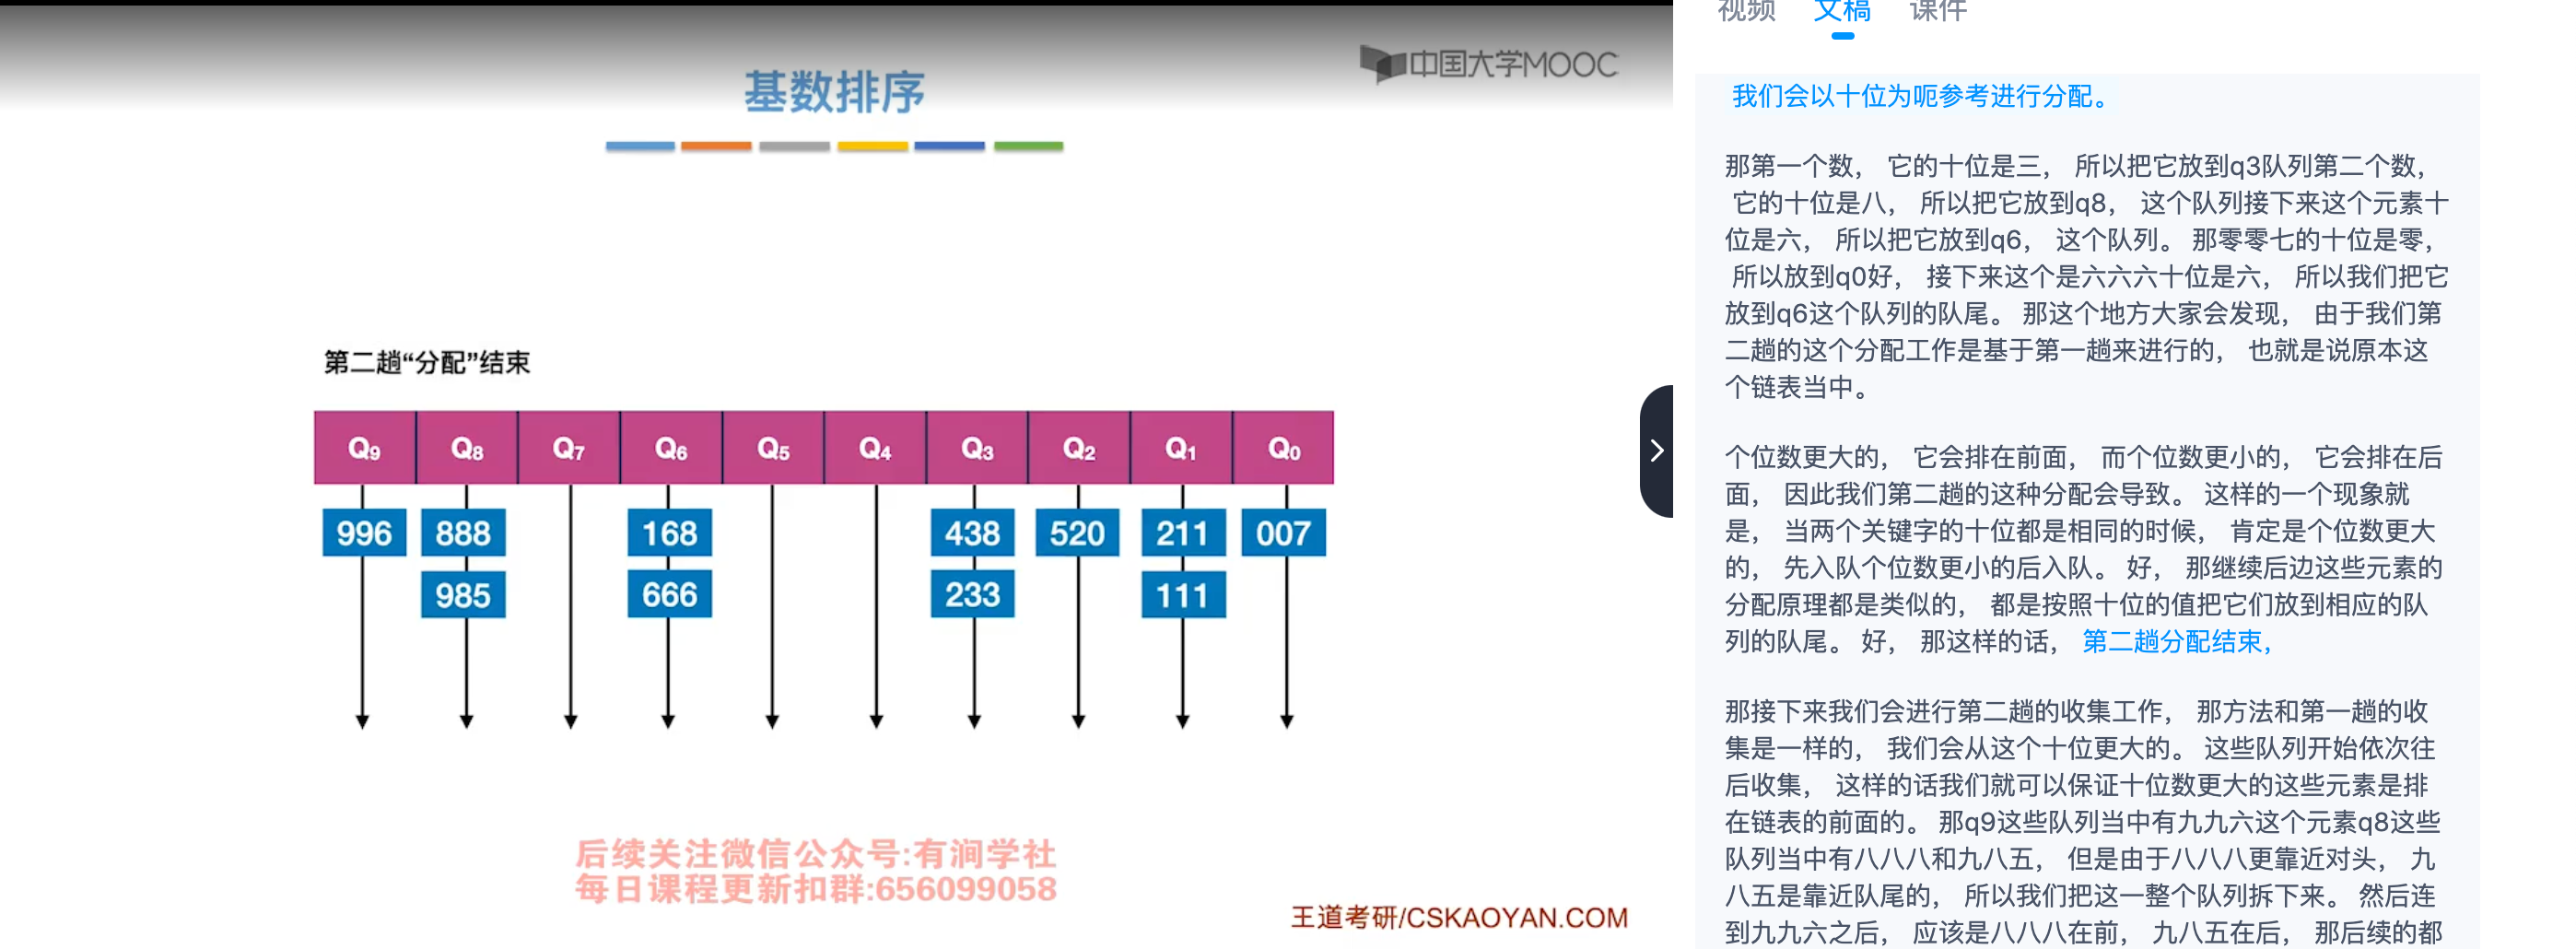 中国大学MOOC
基数排序
第二趟“分配”结束
Q9 Q8 Q7 Q6 Q5 Q4 Q3 Q2 Q1 Q0
996 888 168 438 520 211 007
985 666 233 111
后续关注微信公众号:有涧学社
每日课程更新扣群:656099058
王道考研/CSKAOYAN.COM
视频 文稿 课件
我们会以十位为呃参考进行分配。
那第一个数， 它的十位是三， 所以把它放到q3队列第二个数，
它的十位是八， 所以把它放到q8， 这个队列接下来这个元素十
位是六， 所以把它放到q6， 这个队列。 那零零七的十位是零，
所以放到q0好， 接下来这个是六六六十位是六， 所以我们把它
放到q6这个队列的队尾。 那这个地方大家会发现， 由于我们第
二趟的这个分配工作是基于第一趟来进行的， 也就是说原本这
个链表当中。
个位数更大的， 它会排在前面， 而个位数更小的， 它会排在后
面， 因此我们第二趟的这种分配会导致。 这样的一个现象就
是， 当两个关键字的十位都是相同的时候， 肯定是个位数更大
的， 先入队个位数更小的后入队。 好， 那继续后边这些元素的
分配原理都是类似的， 都是按照十位的值把它们放到相应的队
列的队尾。 好， 那这样的话， 第二趟分配结束，
那接下来我们会进行第二趟的收集工作， 那方法和第一趟的收
集是一样的， 我们会从这个十位更大的。 这些队列开始依次往
后收集， 这样的话我们就可以保证十位数更大的这些元素是排
在链表的前面的。 那q9这些队列当中有九九六这个元素q8这些
队列当中有八八八和九八五， 但是由于八八八更靠近对头， 九
八五是靠近队尾的， 所以我们把这一整个队列拆下来。 然后连
到九九六之后， 应该是八八八在前， 九八五在后， 那后续的都